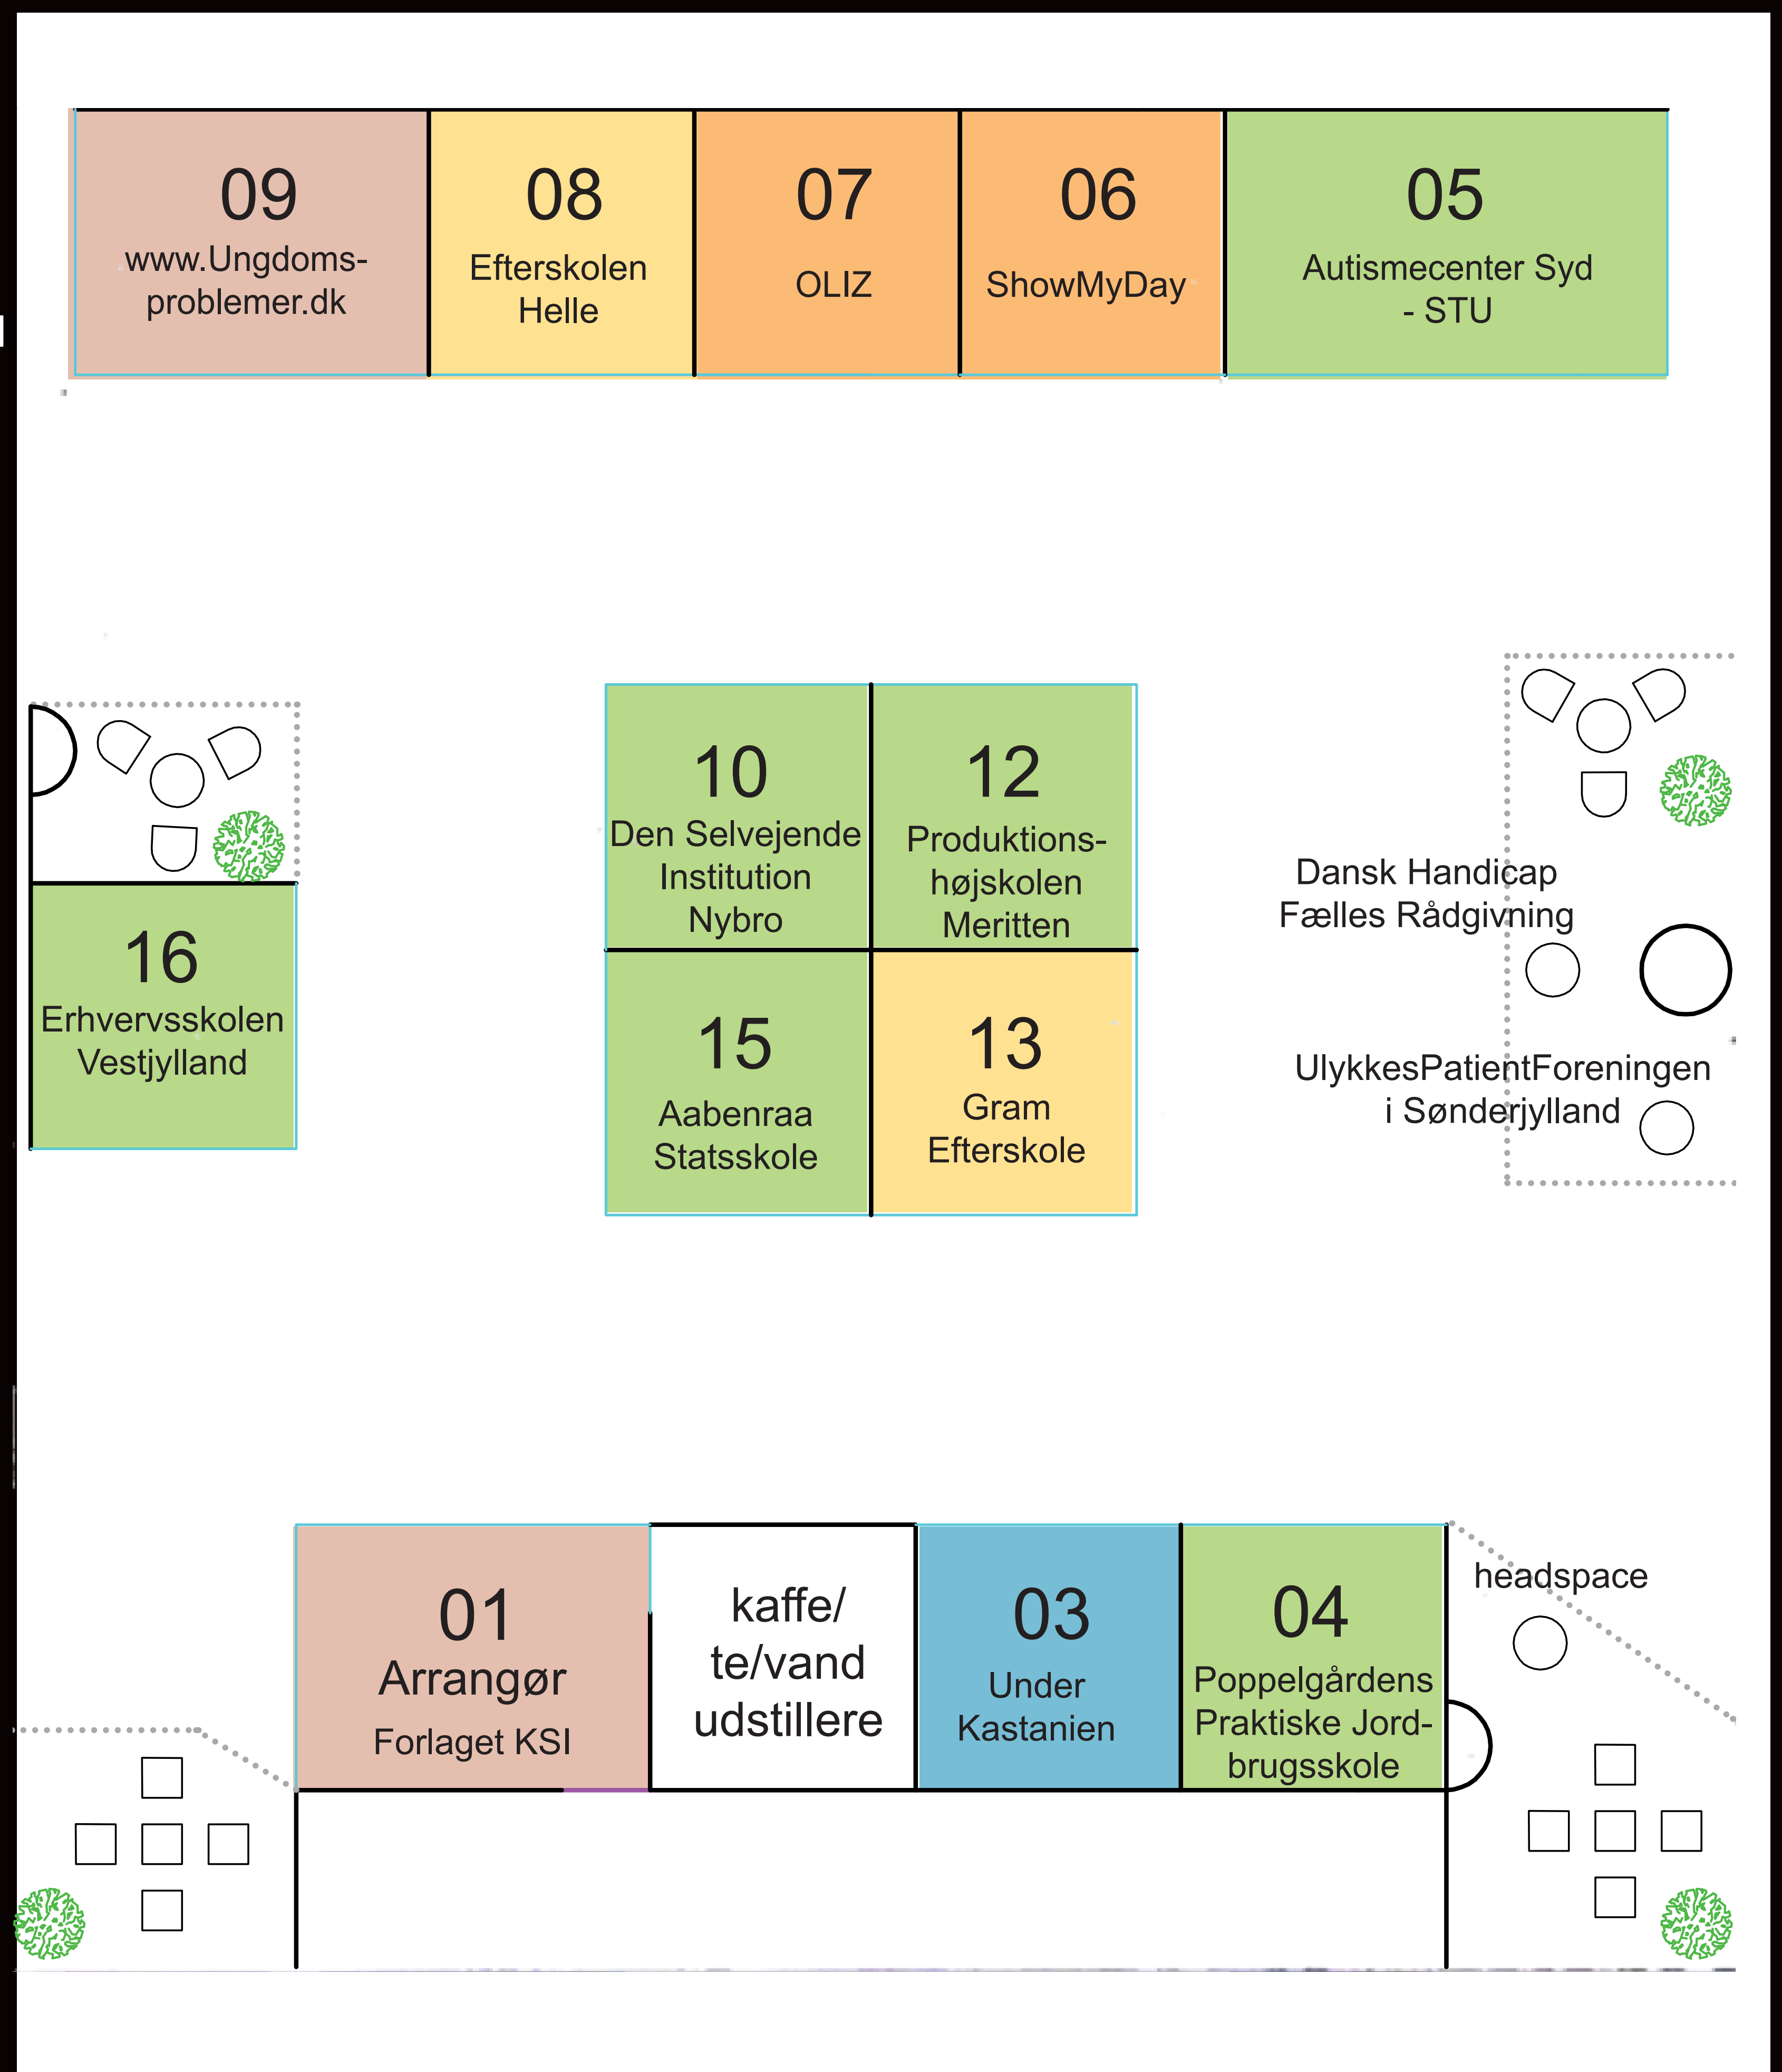 09
www.Ungdoms-
problemer.dk
08
Efterskolen
Helle
07
OLIZ
06
ShowMyDay
05
Autismecenter Syd
- STU
16
Erhvervsskolen
Vestjylland
10
Den Selvejende
Institution
Nybro
12
Produktions-
højskolen
Meritten
15
Aabenraa
Statsskole
13
Gram
Efterskole
Dansk Handicap
Fælles Rådgivning
UlykkesPatientForeningen
i Sønderjylland
01
Arrangør
Forlaget KSI
kaffe/
te/vand
udstillere
03
Under
Kastanien
04
Poppelgårdens
Praktiske Jord-
brugsskole
headspace